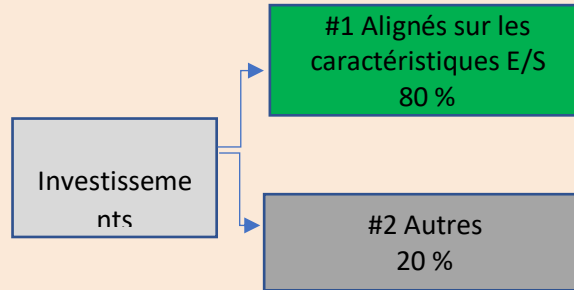 #1 Alignés sur les
caractéristiques E/S
80 %
Investisseme
nts
#2 Autres
20 %